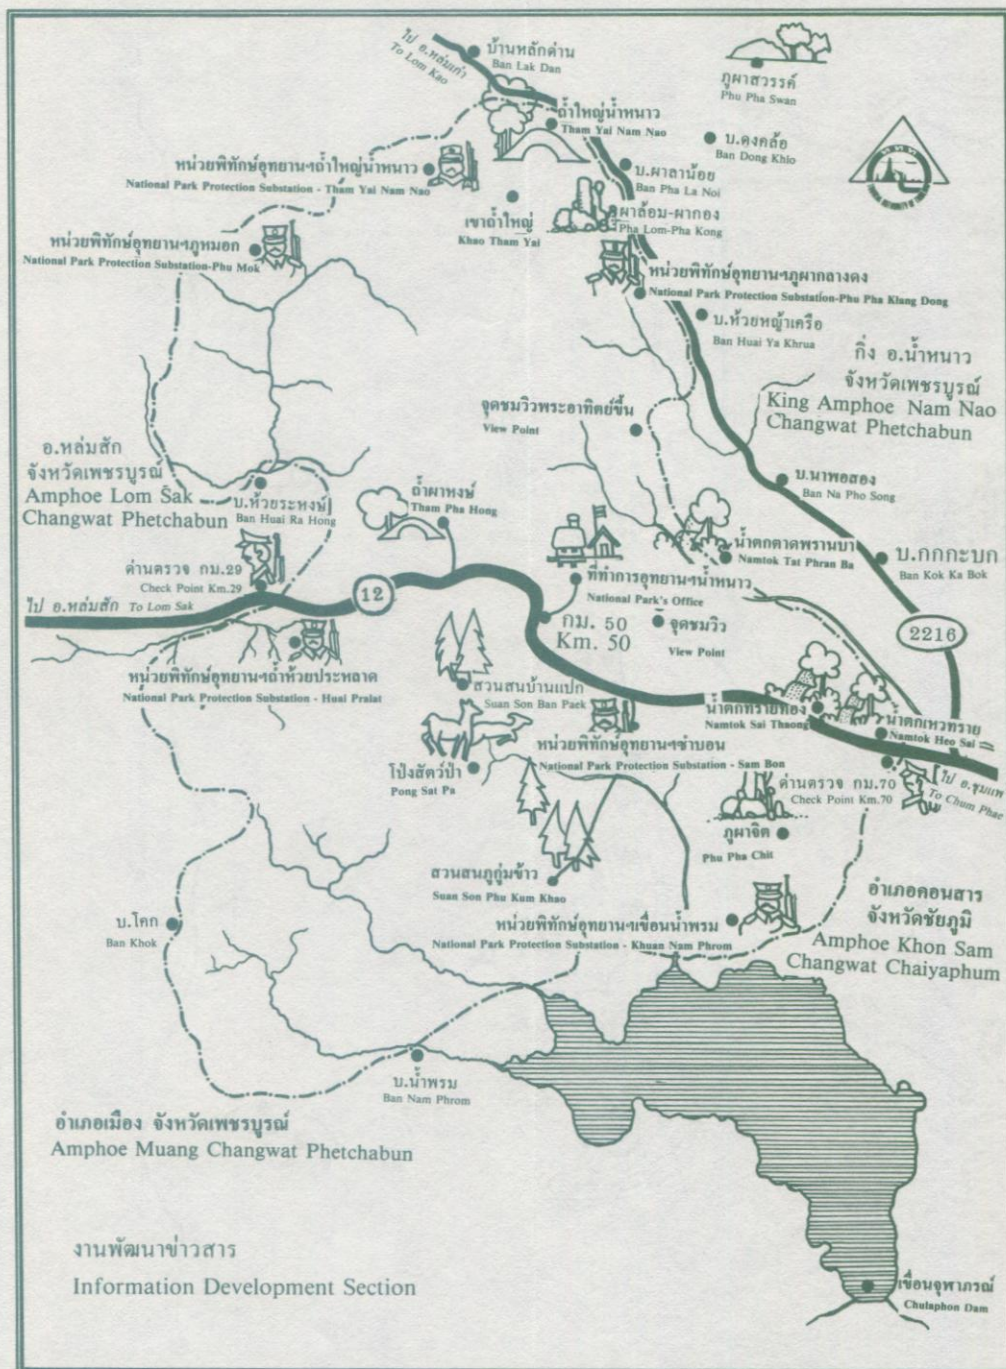 ไป อ.หล่มเก่า
To Lom Kao
บ้านหลักด่าน
Ban Lak Dan
ภูผาสวรรค์
Phu Pha Swan
ถ้ำใหญ่น้ำหนาว
Tham Yai Nam Nao
บ.ดงคล้อ
Ban Dong Khlo
หน่วยพิทักษ์อุทยานฯถ้ำใหญ่น้ำหนาว
National Park Protection Substation - Tham Yai Nam Nao
บ.ผาลาน้อย
Ban Pha La Noi
เขาถ้ำใหญ่
Khao Tham Yai
ผาล้อม-ผากอง
Pha Lom-Pha Kong
หน่วยพิทักษ์อุทยานฯภูหมอก
National Park Protection Substation-Phu Mok
หน่วยพิทักษ์อุทยานฯภูผากลางดง
National Park Protection Substation-Phu Pha Klang Dong
บ.ห้วยหญ้าเครือ
Ban Huai Ya Khrua
กิ่ง อ.น้ำหนาว
จังหวัดเพชรบูรณ์
King Amphoe Nam Nao
Changwat Phetchabun
จุดชมวิวพระอาทิตย์ขึ้น
View Point
อ.หล่มสัก
จังหวัดเพชรบูรณ์
Amphoe Lom Sak
Changwat Phetchabun
บ.ห้วยระหงษ์
Ban Huai Ra Hong
ถ้ำผาหงษ์
Tham Pha Hong
บ.นาพอสอง
Ban Na Pho Song
น้ำตกตาดพรานบา
Namtok Tat Phran Ba
บ.กกกะบก
Ban Kok Ka Bok
ด่านตรวจ กม.29
Check Point Km.29
ที่ทำการอุทยานฯน้ำหนาว
National Park's Office
ไป อ.หล่มสัก To Lom Sak
12
กม. 50
Km. 50
จุดชมวิว
View Point
2216
หน่วยพิทักษ์อุทยานฯถ้ำห้วยประหลาด
National Park Protection Substation - Huai Pralat
สวนสนบ้านแปก
Suan Son Ban Paek
น้ำตกทรายทอง
Namtok Sai Thaong
น้ำตกเหวทราย
Namtok Heo Sai
หน่วยพิทักษ์อุทยานฯซำบอน
National Park Protection Substation - Sam Bon
โป่งสัตว์ป่า
Pong Sat Pa
ด่านตรวจ กม.70
Check Point Km.70
ไป อ.ชุมแพ
To Chum Phae
ภูผาจิต
Phu Pha Chit
สวนสนภูกุ่มข้าว
Suan Son Phu Kum Khao
บ.โคก
Ban Khok
หน่วยพิทักษ์อุทยานฯเขื่อนน้ำพรม
National Park Protection Substation - Khuan Nam Phrom
อำเภอคอนสาร
จังหวัดชัยภูมิ
Amphoe Khon Sam
Changwat Chaiyaphum
บ.น้ำพรม
Ban Nam Phrom
อำเภอเมือง จังหวัดเพชรบูรณ์
Amphoe Muang Changwat Phetchabun
งานพัฒนาข่าวสาร
Information Development Section
เขื่อนจุฬาภรณ์
Chulaphon Dam